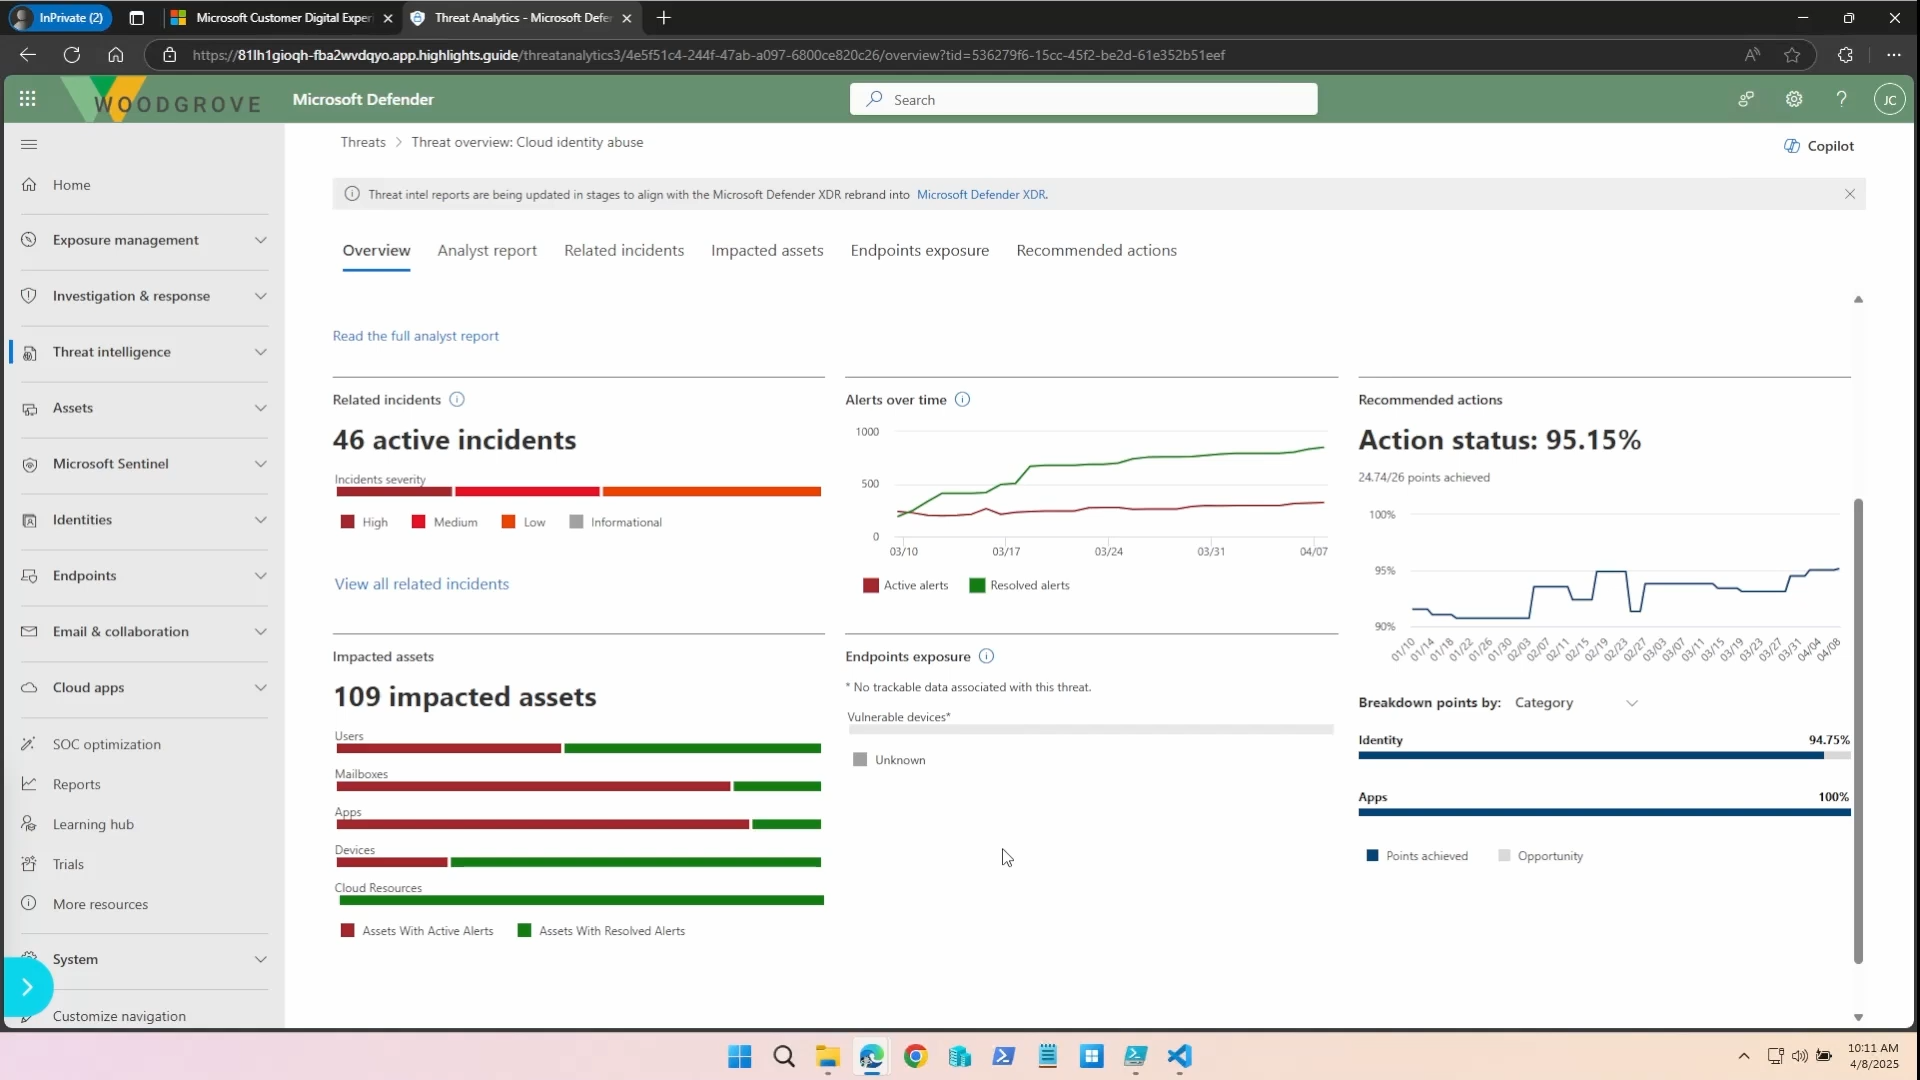 InPrivate (2)
Microsoft Customer Digital Exper
Threat Analytics - Microsoft Defe
https://81lh1gioqh-fba2wvdqyo.app.highlights.guide/threatanalytics3/4e5f51c4-244f-47ab-a097-6800ce820c26/overview?tid=536279f6-15cc-45f2-be2d-61e352b51eef
WOODGROVE
Microsoft Defender
Search
JC
Threats > Threat overview: Cloud identity abuse
Copilot
Threat intel reports are being updated in stages to align with the Microsoft Defender XDR rebrand into Microsoft Defender XDR.
Home
Exposure management
Investigation & response
Threat intelligence
Assets
Microsoft Sentinel
Identities
Endpoints
Email & collaboration
Cloud apps
SOC optimization
Reports
Learning hub
Trials
More resources
System
Customize navigation
Overview
Analyst report
Related incidents
Impacted assets
Endpoints exposure
Recommended actions
Read the full analyst report
Related incidents
46 active incidents
Incidents severity
High
Medium
Low
Informational
View all related incidents
Alerts over time
1000
500
0
03/10
03/17
03/24
03/31
04/07
Active alerts
Resolved alerts
Recommended actions
Action status: 95.15%
24.74/26 points achieved
100%
95%
90%
01/10
01/14
01/18
01/22
01/26
01/30
02/03
02/07
02/11
02/15
02/19
02/23
02/27
03/03
03/07
03/11
03/15
03/19
03/23
03/27
03/31
04/04
04/08
Breakdown points by: Category
Identity
94.75%
Apps
100%
Points achieved
Opportunity
Impacted assets
109 impacted assets
Users
Mailboxes
Apps
Devices
Cloud Resources
Assets With Active Alerts
Assets With Resolved Alerts
Endpoints exposure
* No trackable data associated with this threat.
Vulnerable devices*
Unknown
10:11 AM
4/8/2025